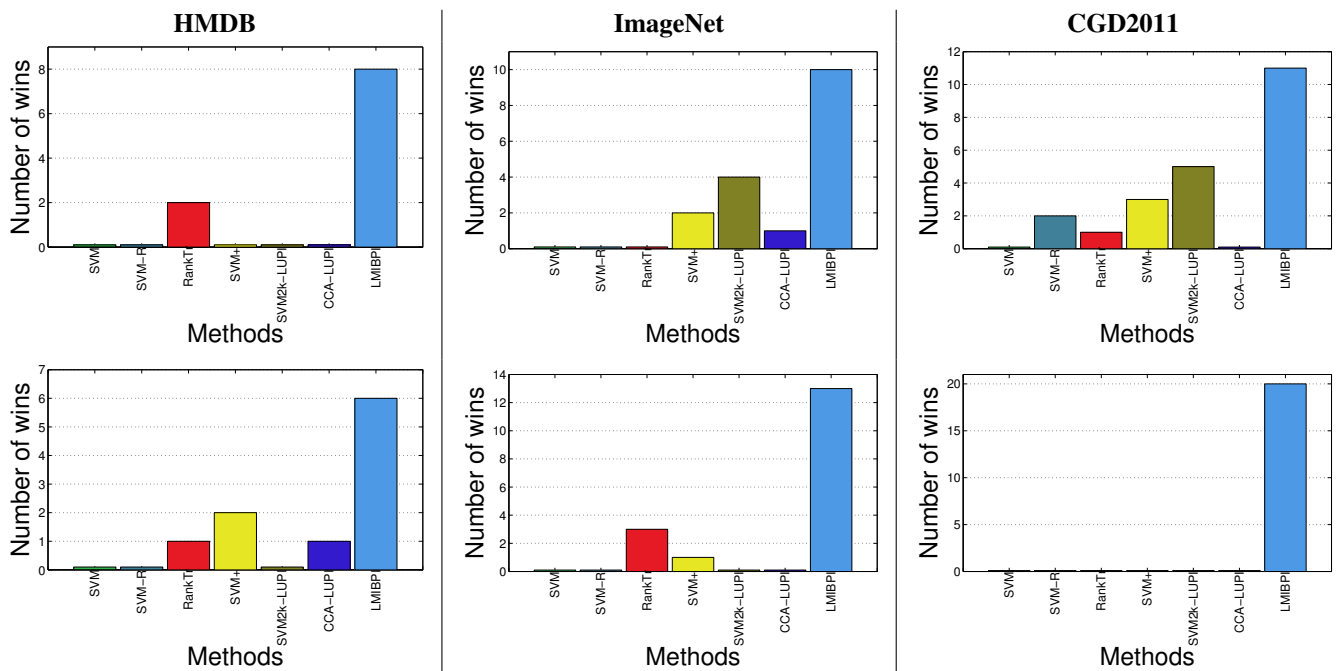 HMDB
Number of wins
8
6
4
2
0
SVM
SVM−R
RankTr
SVM+
SVM2k−LUPI
CCA−LUPI
LMIBPI
Methods
ImageNet
Number of wins
10
8
6
4
2
0
SVM
SVM−R
RankTr
SVM+
SVM2k−LUPI
CCA−LUPI
LMIBPI
Methods
CGD2011
Number of wins
12
10
8
6
4
2
0
SVM
SVM−R
RankTr
SVM+
SVM2k−LUPI
CCA−LUPI
LMIBPI
Methods
Number of wins
7
6
5
4
3
2
1
0
SVM
SVM−R
RankTr
SVM+
SVM2k−LUPI
CCA−LUPI
LMIBPI
Methods
Number of wins
14
12
10
8
6
4
2
0
SVM
SVM−R
RankTr
SVM+
SVM2k−LUPI
CCA−LUPI
LMIBPI
Methods
Number of wins
20
15
10
5
0
SVM
SVM−R
RankTr
SVM+
SVM2k−LUPI
CCA−LUPI
LMIBPI
Methods